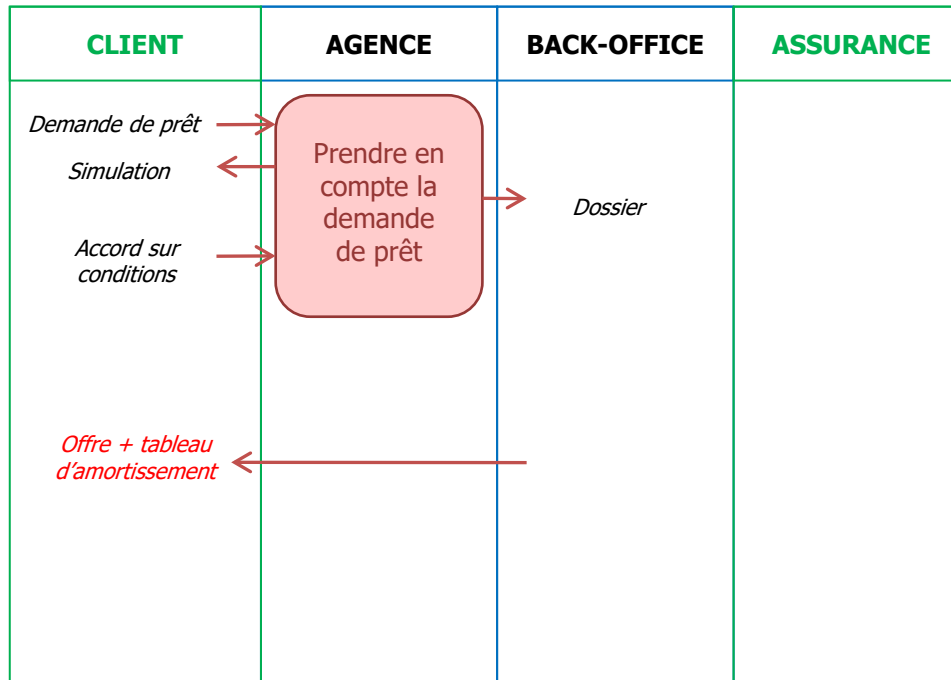 CLIENT
AGENCE
BACK-OFFICE
ASSURANCE
Demande de prêt
Simulation
Accord sur
conditions
Prendre en
compte la
demande
de prêt
Dossier
Offre + tableau
d’amortissement